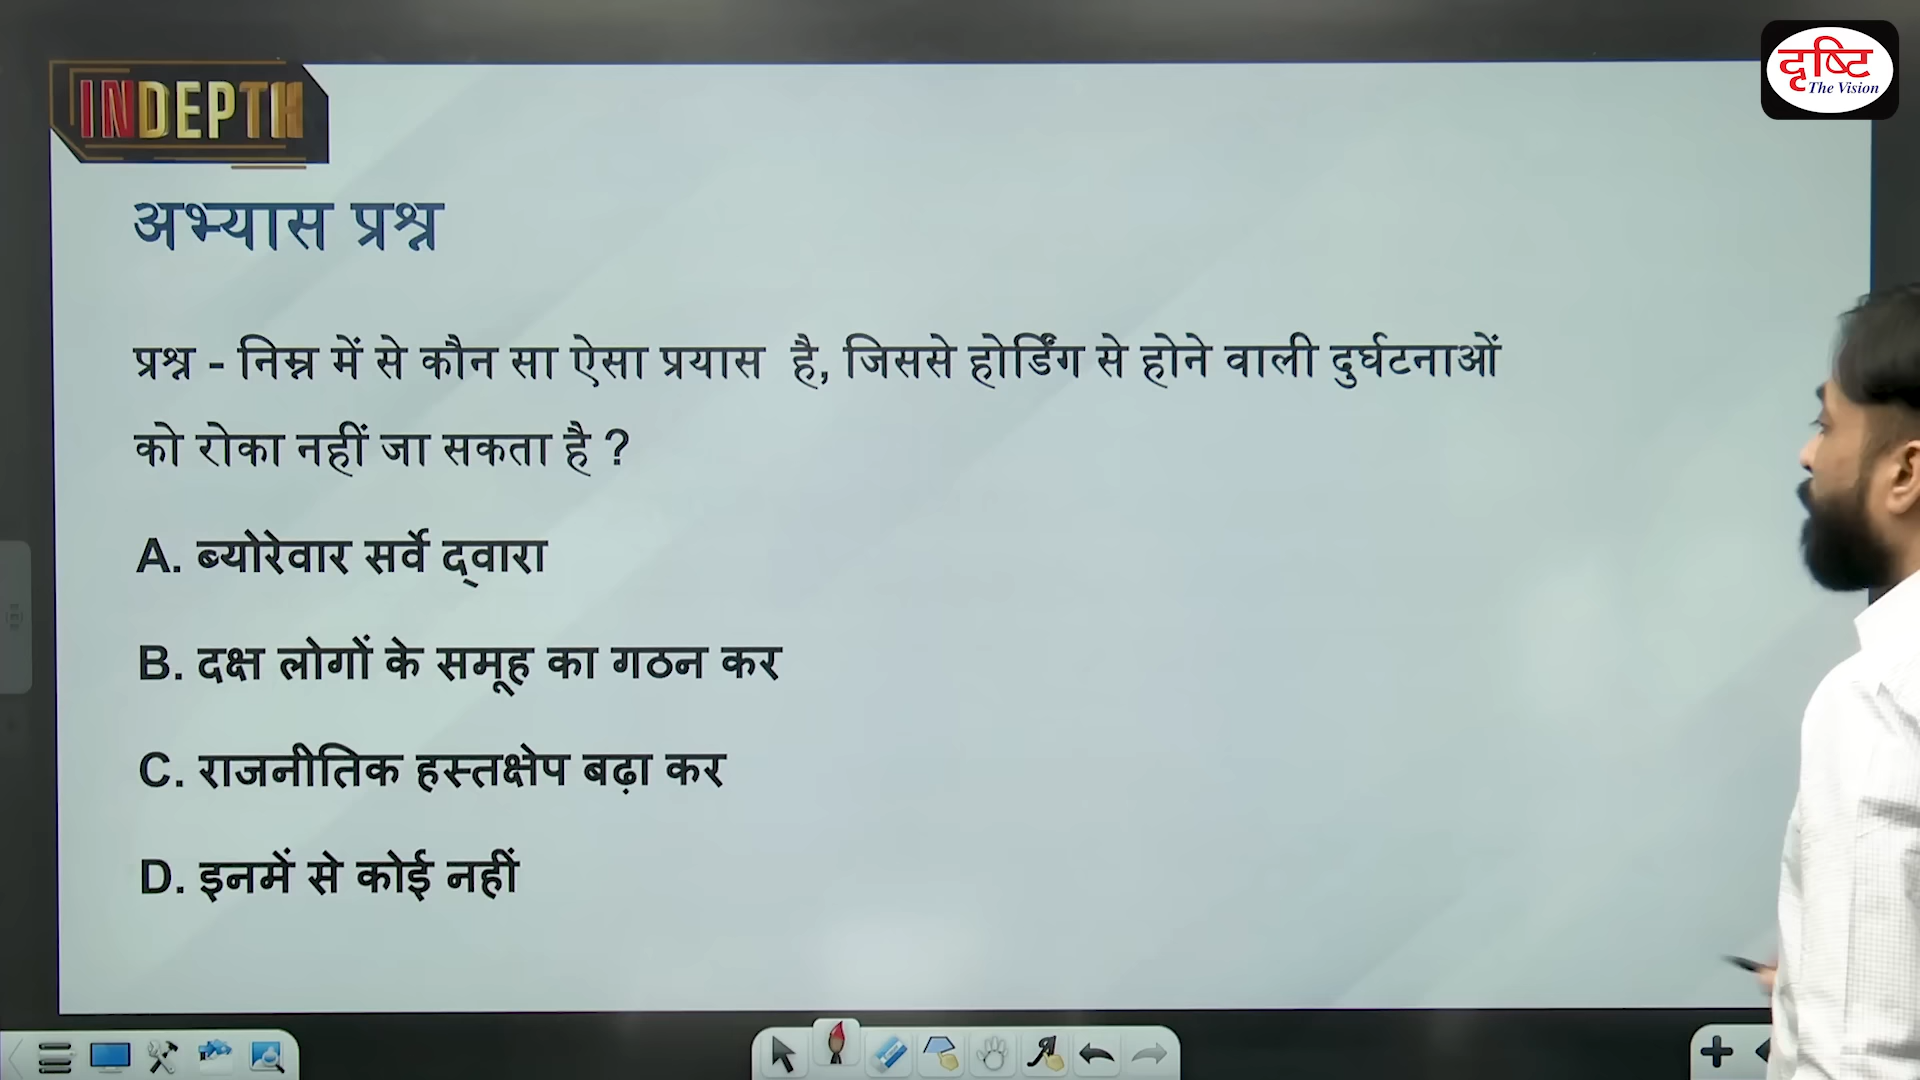 INDEPTH
दृष्टि
The Vision
अभ्यास प्रश्न
प्रश्न - निम्न में से कौन सा ऐसा प्रयास है, जिससे होर्डिंग से होने वाली दुर्घटनाओं
को रोका नहीं जा सकता है ?
A. ब्योरेवार सर्वे द्वारा
B. दक्ष लोगों के समूह का गठन कर
C. राजनीतिक हस्तक्षेप बढ़ा कर
D. इनमें से कोई नहीं